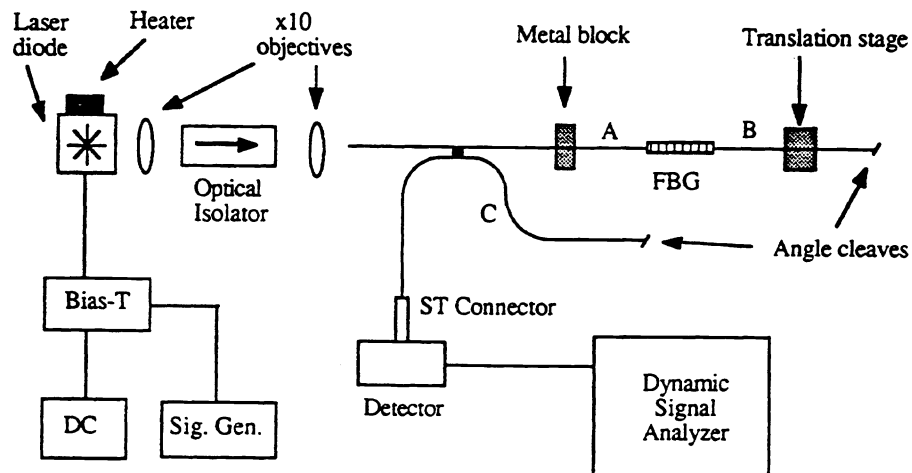 Laser
diode
Heater
x10
objectives
Metal block
Translation stage
A
B
FBG
Optical
Isolator
C
Angle cleaves
Bias-T
ST Connector
Detector
Dynamic
Signal
Analyzer
DC
Sig. Gen.